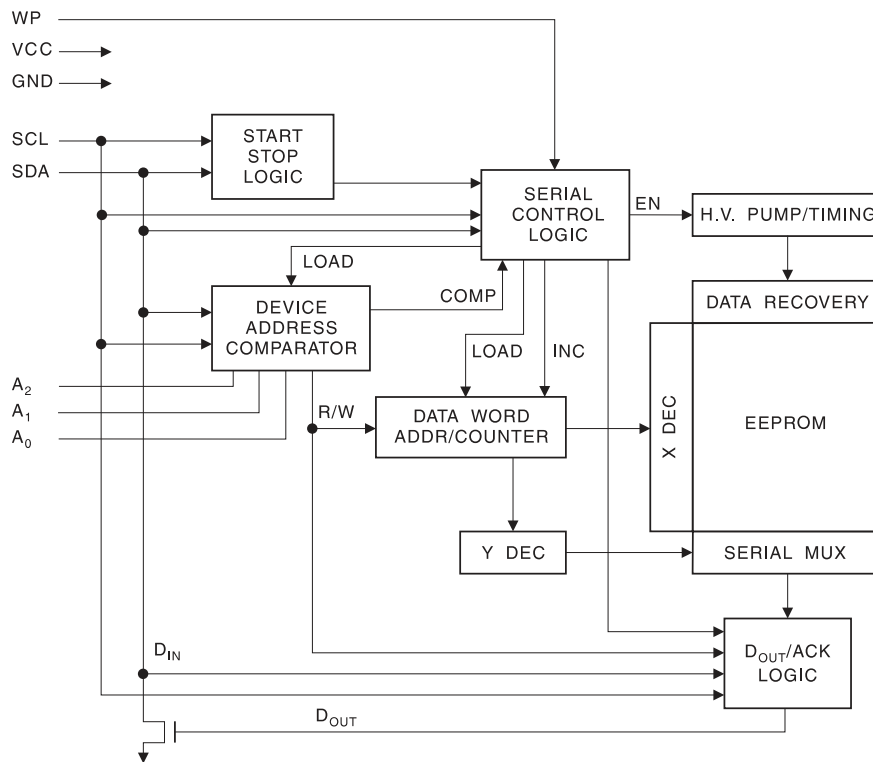 WP
VCC
GND
SCL
SDA
START
STOP
LOGIC
SERIAL
CONTROL
LOGIC
EN
H.V. PUMP/TIMING
LOAD
COMP
DEVICE
ADDRESS
COMPARATOR
DATA RECOVERY
LOAD
INC
A2
A1
A0
R/W
DATA WORD
ADDR/COUNTER
X DEC
EEPROM
Y DEC
SERIAL MUX
DIN
DOUT/ACK
LOGIC
DOUT